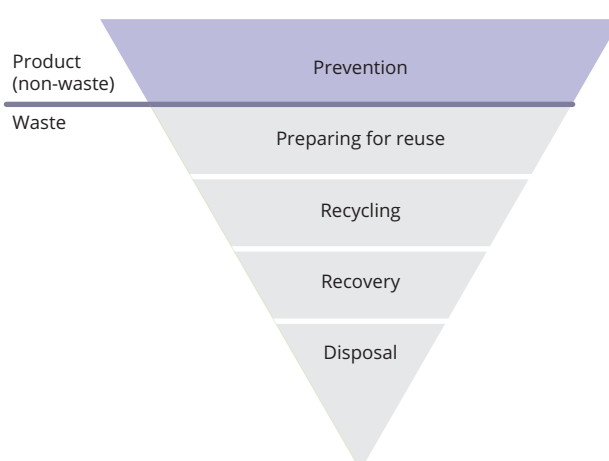 Product
(non-waste)
Prevention
Waste
Preparing for reuse
Recycling
Recovery
Disposal